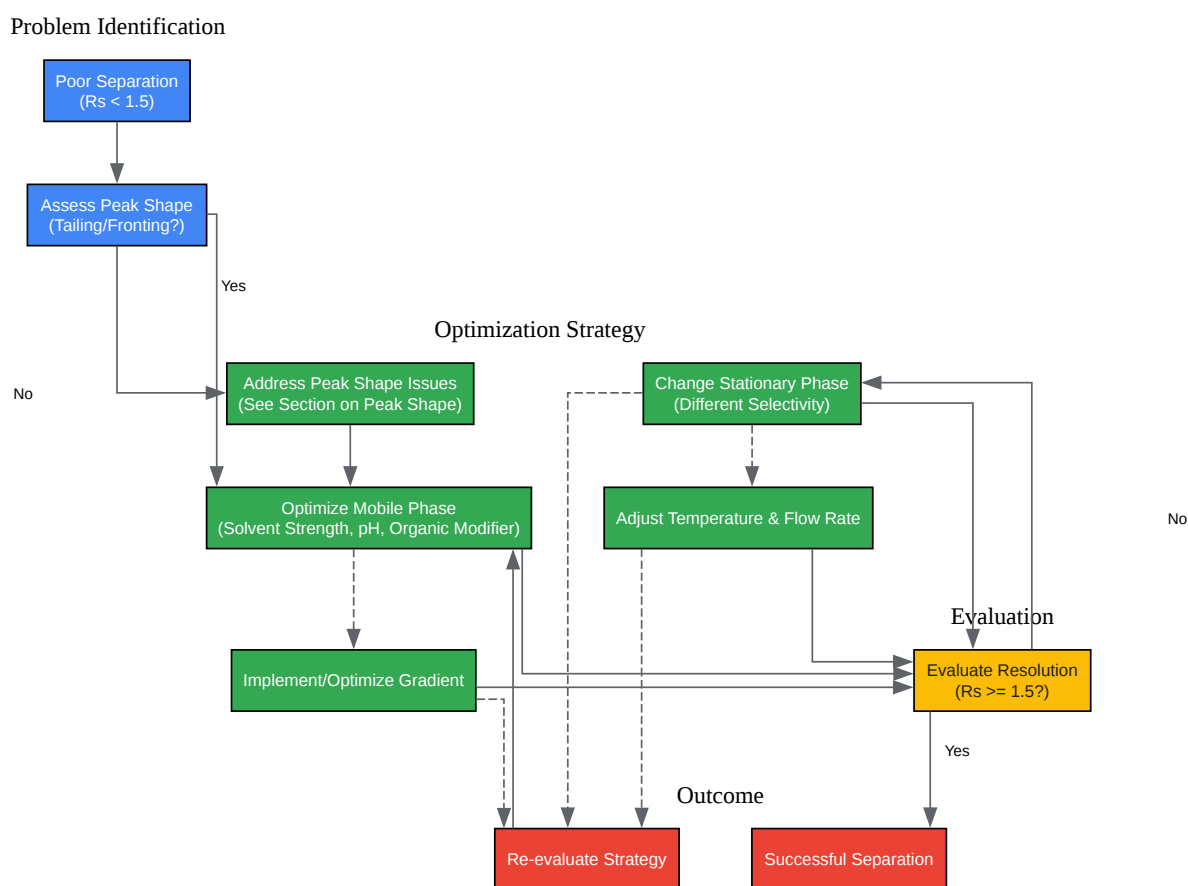 Problem Identification
Poor Separation
(Rs < 1.5)
Assess Peak Shape
(Tailing/Fronting?)
Yes
Optimization Strategy
No
Address Peak Shape Issues
(See Section on Peak Shape)
Change Stationary Phase
(Different Selectivity)
Optimize Mobile Phase
(Solvent Strength, pH, Organic Modifier)
Adjust Temperature & Flow Rate
No
Evaluation
Implement/Optimize Gradient
Evaluate Resolution
(Rs >= 1.5?)
Yes
Outcome
Re-evaluate Strategy
Successful Separation